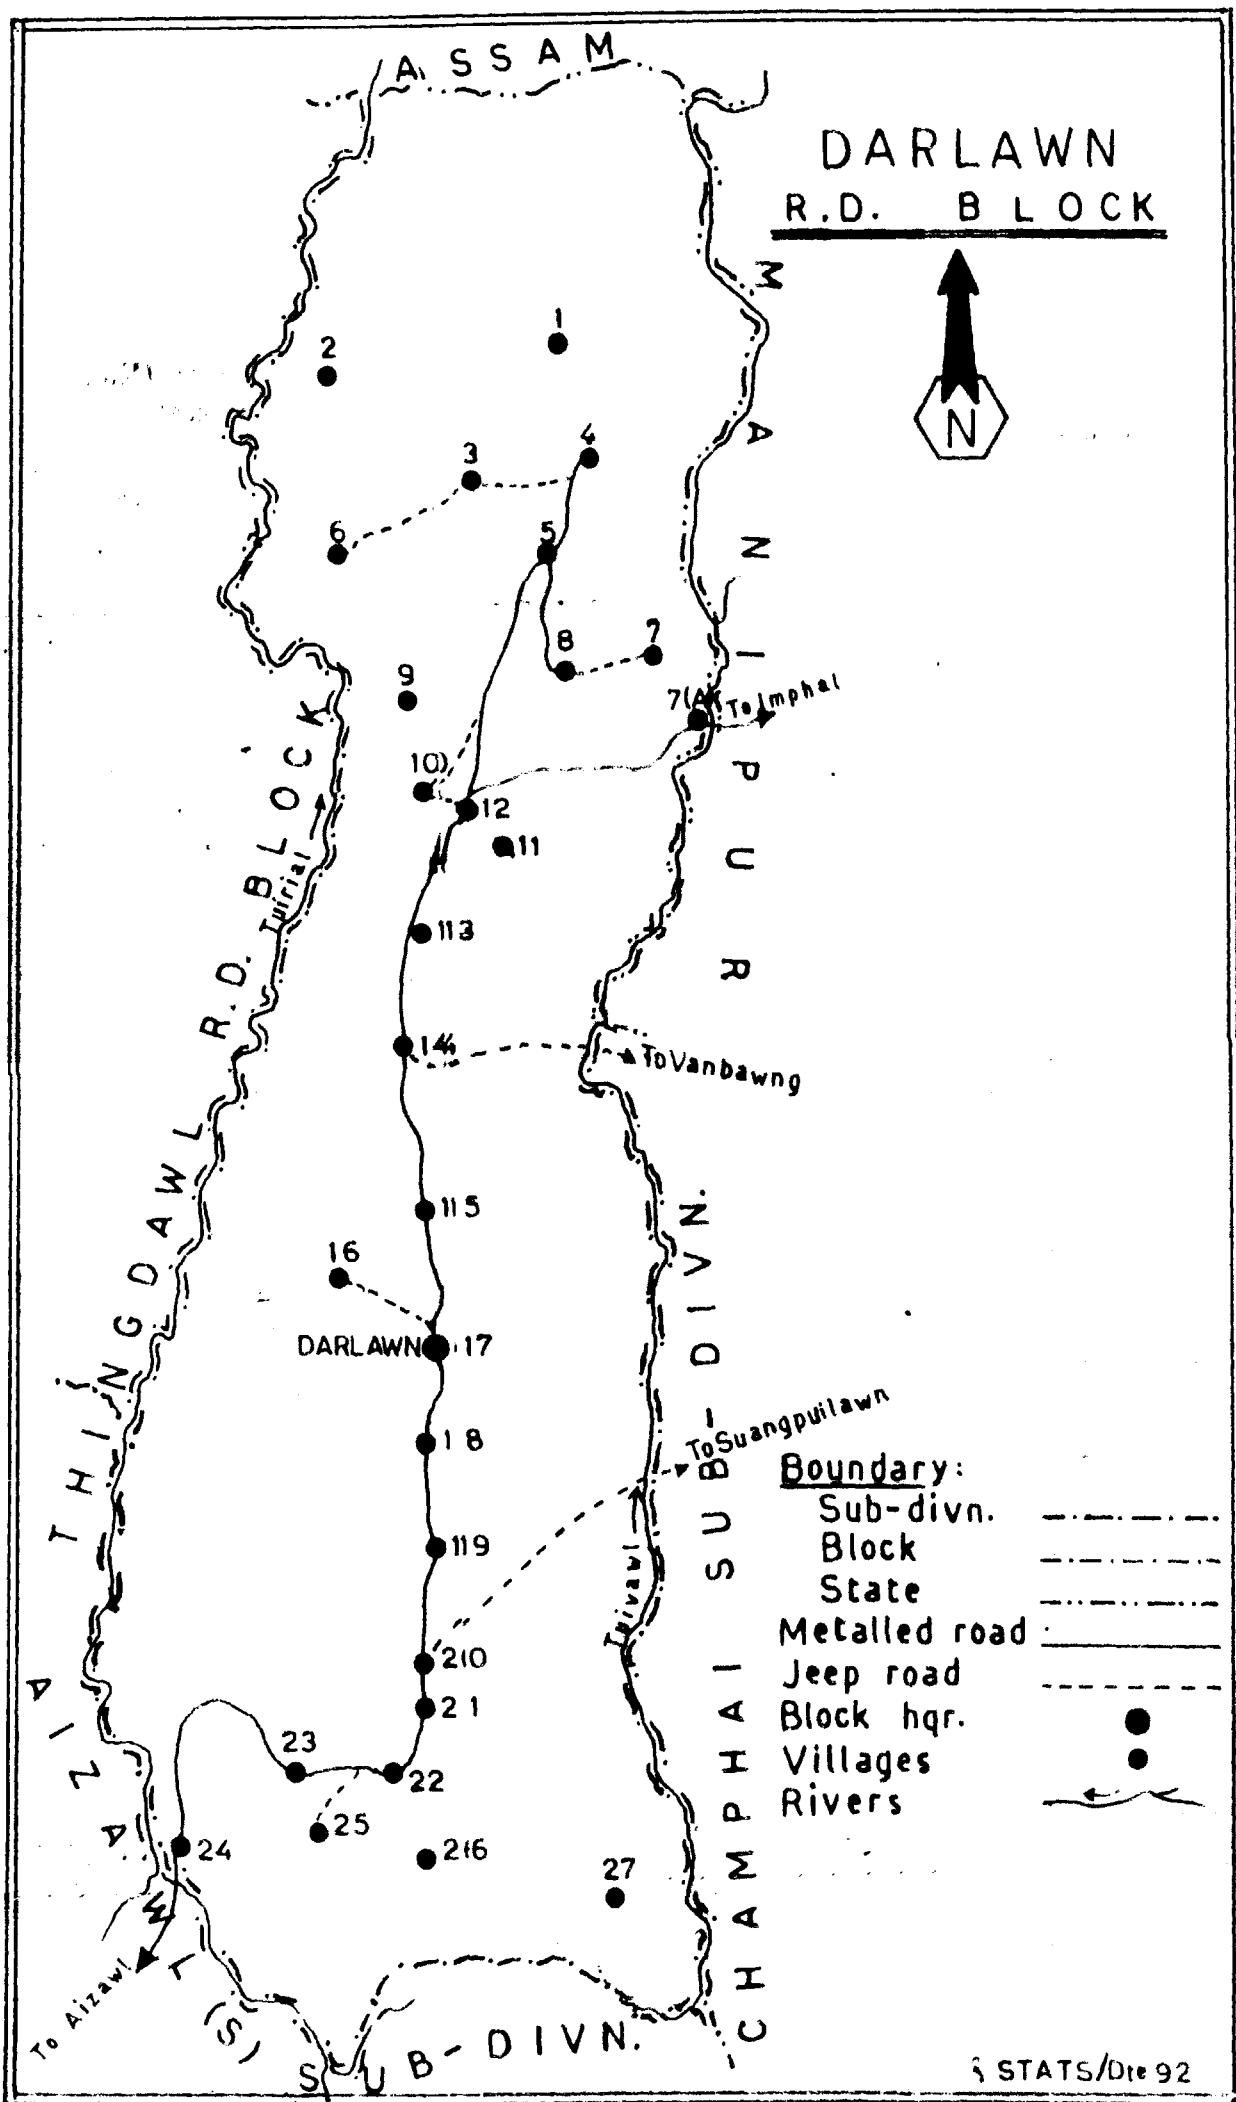 ASSAM
DARLAWN
R.D. BLOCK
N
MANIPUR
1
2
3
4
5
6
7
8
9
7(A)
To Imphal
10)
12
11
113
14
To Vanbawng
115
16
DARLAWN 17
18
119
210
21
22
23
24
25
216
27
To Suangpuilawn
Tuirial
Tuivawl
THINGDAWL R.D. BLOCK
AIZAWL (S) SUB-DIVN.
CHAMPHAI SUB-DIVN.
To Aizawl
Boundary:
Sub-divn.
Block
State
Metalled road
Jeep road
Block hqr.
Villages
Rivers
STATS/Dte 92